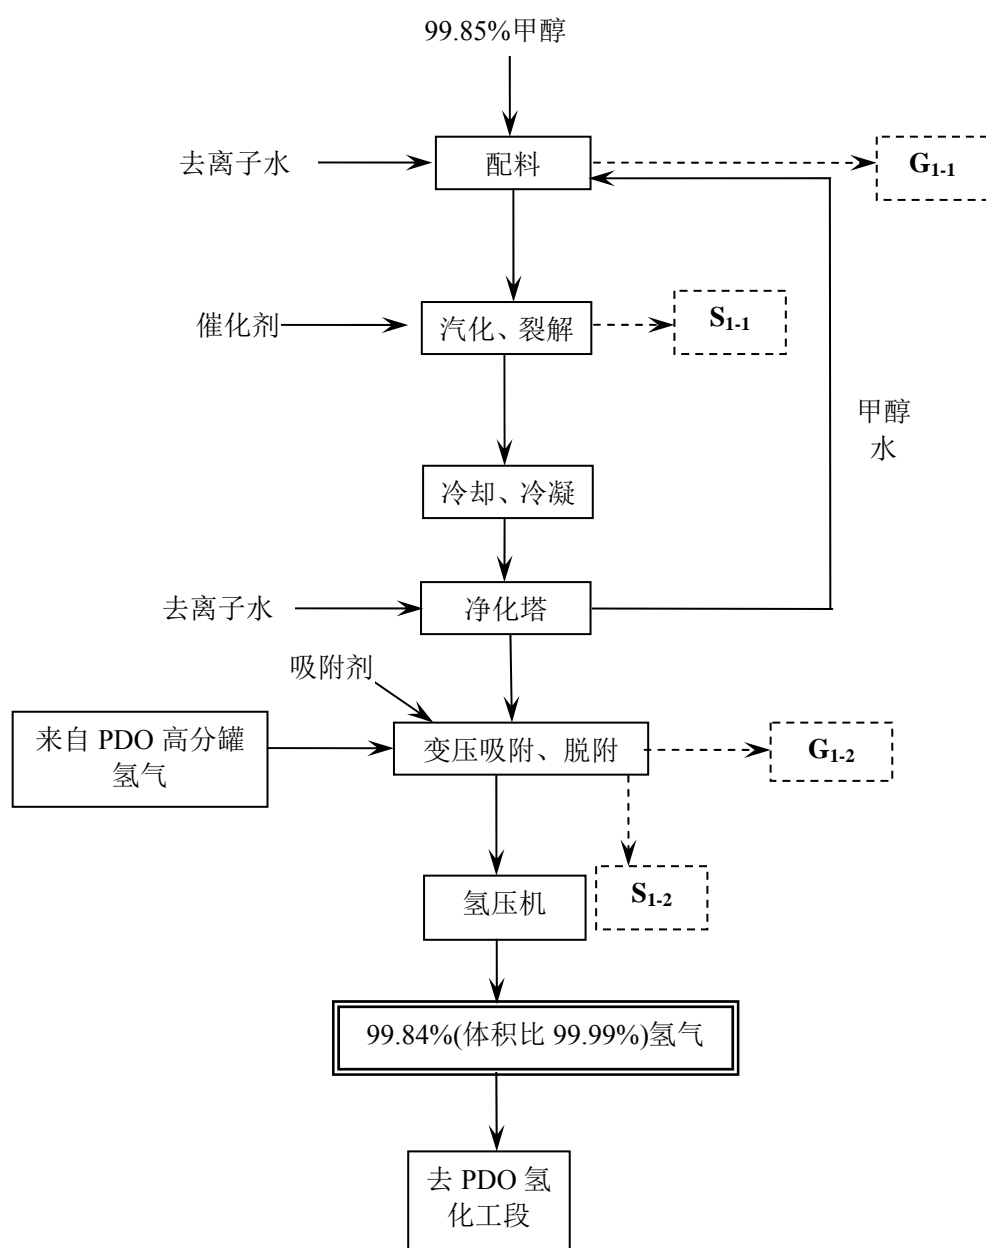 99.85%甲醇
去离子水
配料
G1-1
催化剂
汽化、裂解
S1-1
甲醇
水
冷却、冷凝
去离子水
净化塔
吸附剂
来自 PDO 高分罐
氢气
变压吸附、脱附
G1-2
氢压机
S1-2
99.84%(体积比 99.99%)氢气
去 PDO 氢
化工段